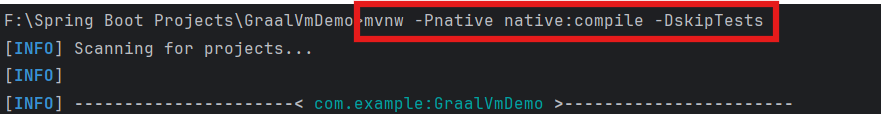 F:\Spring Boot Projects\GraalVmDemo>mvnw -Pnative native:compile -DskipTests
[INFO] Scanning for projects...
[INFO]
[INFO] ----------------------< com.example:GraalVmDemo >-----------------------